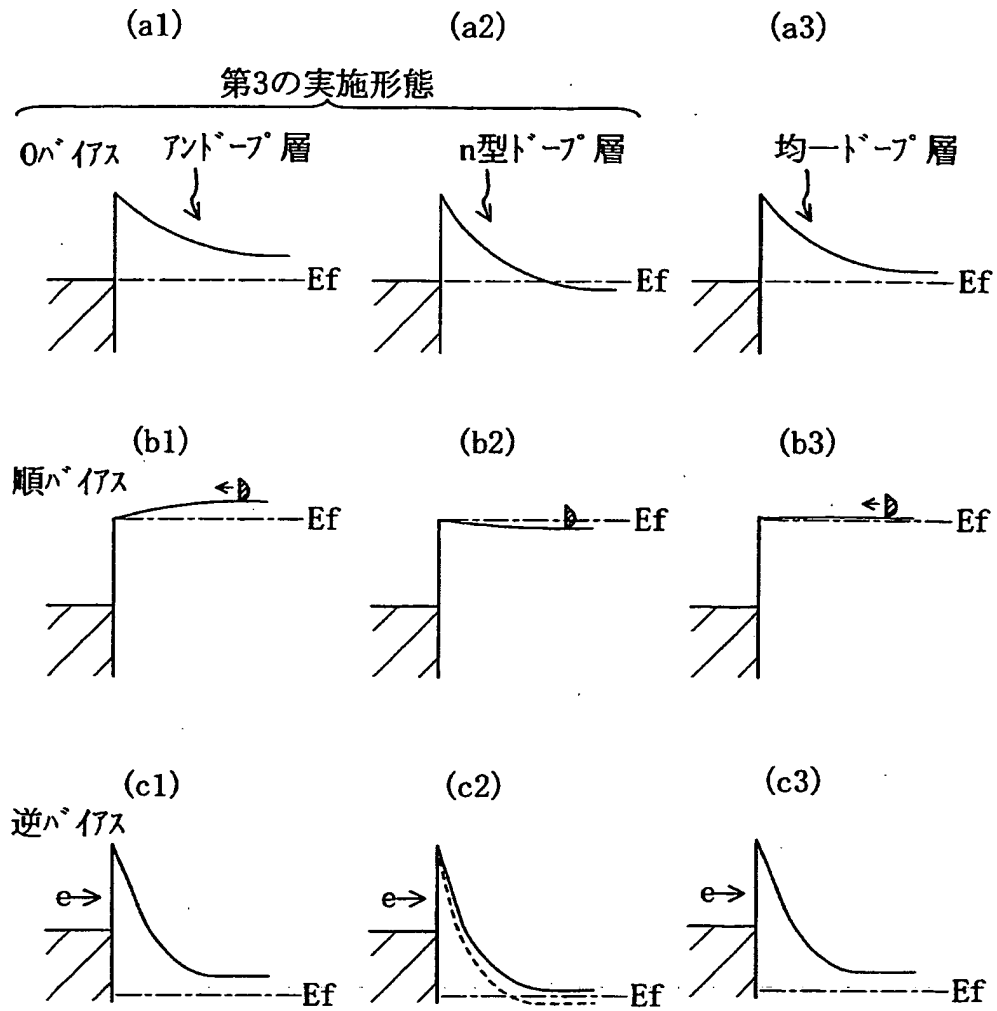 (a1) (a2) (a3)
第3の実施形態
0バイアス アンドープ層 n型ドープ層 均一ドープ層
Ef Ef Ef
(b1) (b2) (b3)
順バイアス
Ef Ef Ef
(c1) (c2) (c3)
逆バイアス
e→ e→ e→
Ef Ef Ef